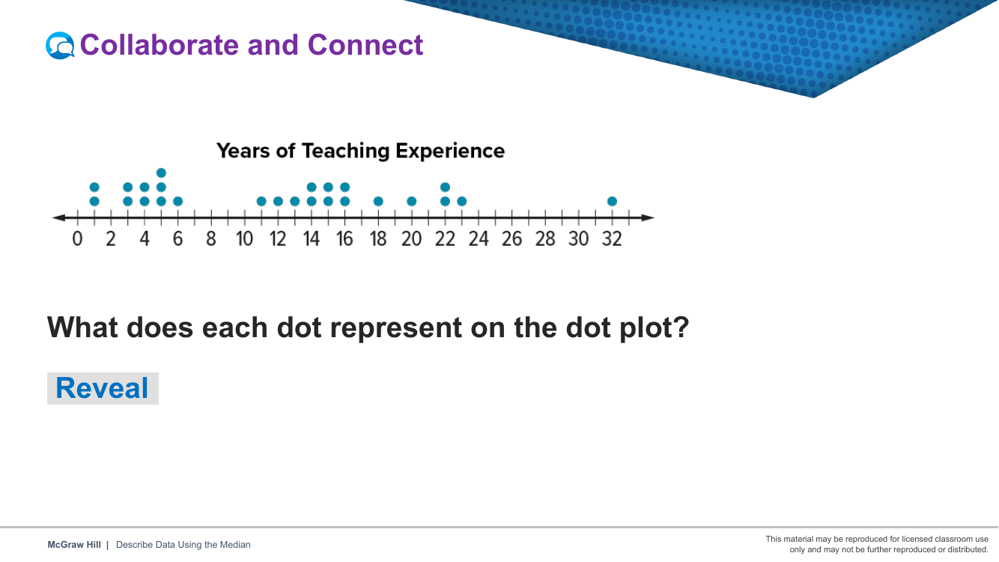 Collaborate and Connect
Years of Teaching Experience
0 2 4 6 8 10 12 14 16 18 20 22 24 26 28 30 32
What does each dot represent on the dot plot?
Reveal
McGraw Hill | Describe Data Using the Median
This material may be reproduced for licensed classroom use
only and may not be further reproduced or distributed.